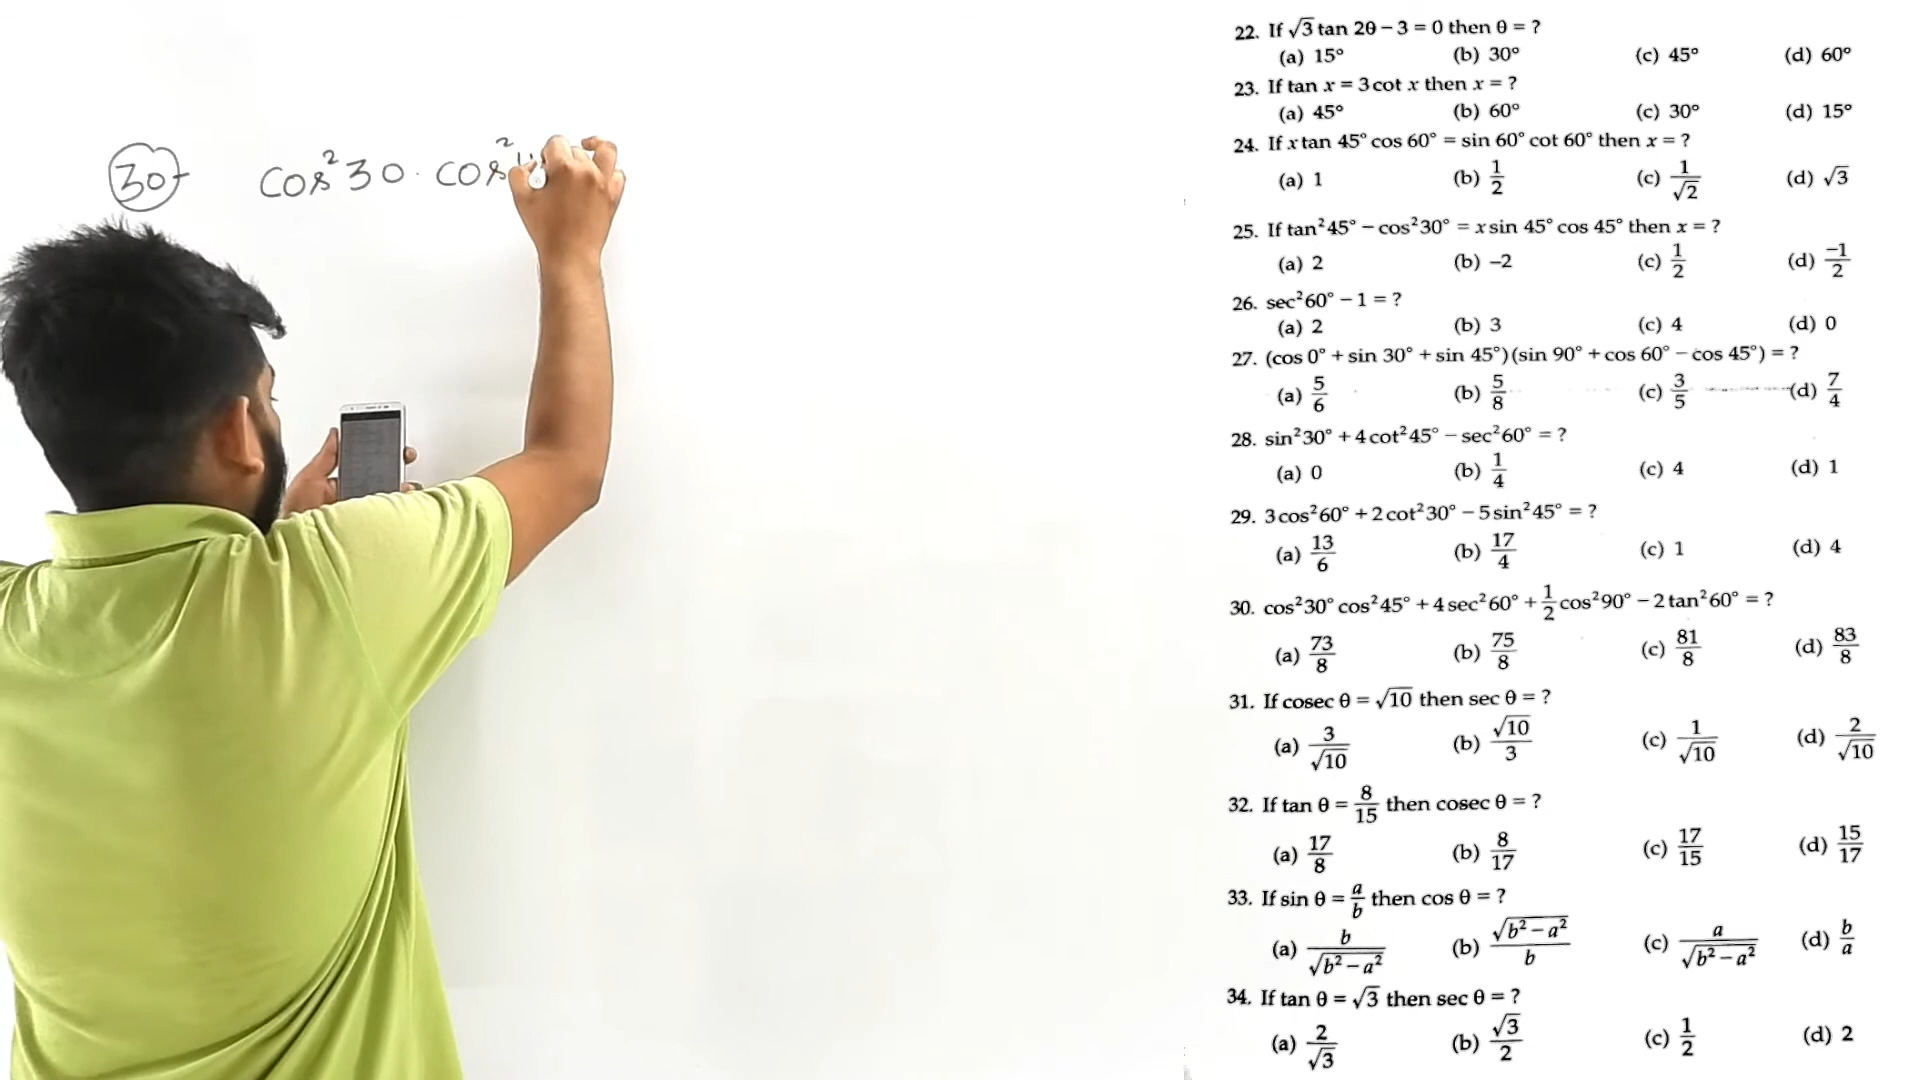 30 cos²30 · cos²
22. If √3 tan 2θ − 3 = 0 then θ = ?
(a) 15° (b) 30° (c) 45° (d) 60°
23. If tan x = 3 cot x then x = ?
(a) 45° (b) 60° (c) 30° (d) 15°
24. If x tan 45° cos 60° = sin 60° cot 60° then x = ?
(a) 1 (b) 1/2 (c) 1/√2 (d) √3
25. If tan²45° − cos²30° = x sin 45° cos 45° then x = ?
(a) 2 (b) −2 (c) 1/2 (d) −1/2
26. sec²60° − 1 = ?
(a) 2 (b) 3 (c) 4 (d) 0
27. (cos 0° + sin 30° + sin 45°)(sin 90° + cos 60° − cos 45°) = ?
(a) 5/6 (b) 5/8 (c) 3/5 (d) 7/4
28. sin²30° + 4 cot²45° − sec²60° = ?
(a) 0 (b) 1/4 (c) 4 (d) 1
29. 3 cos²60° + 2 cot²30° − 5 sin²45° = ?
(a) 13/6 (b) 17/4 (c) 1 (d) 4
30. cos²30° cos²45° + 4 sec²60° + 1/2 cos²90° − 2 tan²60° = ?
(a) 73/8 (b) 75/8 (c) 81/8 (d) 83/8
31. If cosec θ = √10 then sec θ = ?
(a) 3/√10 (b) √10/3 (c) 1/√10 (d) 2/√10
32. If tan θ = 8/15 then cosec θ = ?
(a) 17/8 (b) 8/17 (c) 17/15 (d) 15/17
33. If sin θ = a/b then cos θ = ?
(a) b/√(b² − a²) (b) √(b² − a²)/b (c) a/√(b² − a²) (d) b/a
34. If tan θ = √3 then sec θ = ?
(a) 2/√3 (b) √3/2 (c) 1/2 (d) 2